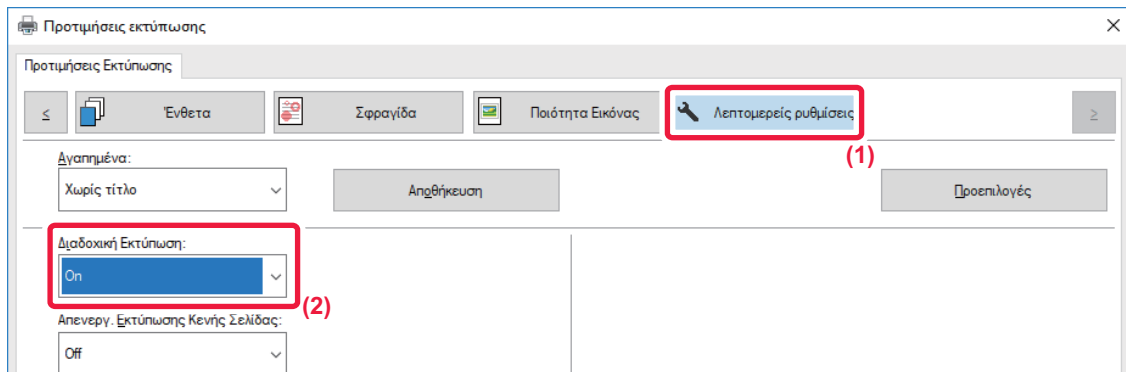 Προτιμήσεις εκτύπωσης
Προτιμήσεις Εκτύπωσης
≤ Ένθετα Σφραγίδα Ποιότητα Εικόνας Λεπτομερείς ρυθμίσεις ≥
(1)
Αγαπημένα:
Χωρίς τίτλο Αποθήκευση Προεπιλογές
Διαδοχική Εκτύπωση:
On
(2)
Απενεργ. Εκτύπωσης Κενής Σελίδας:
Off